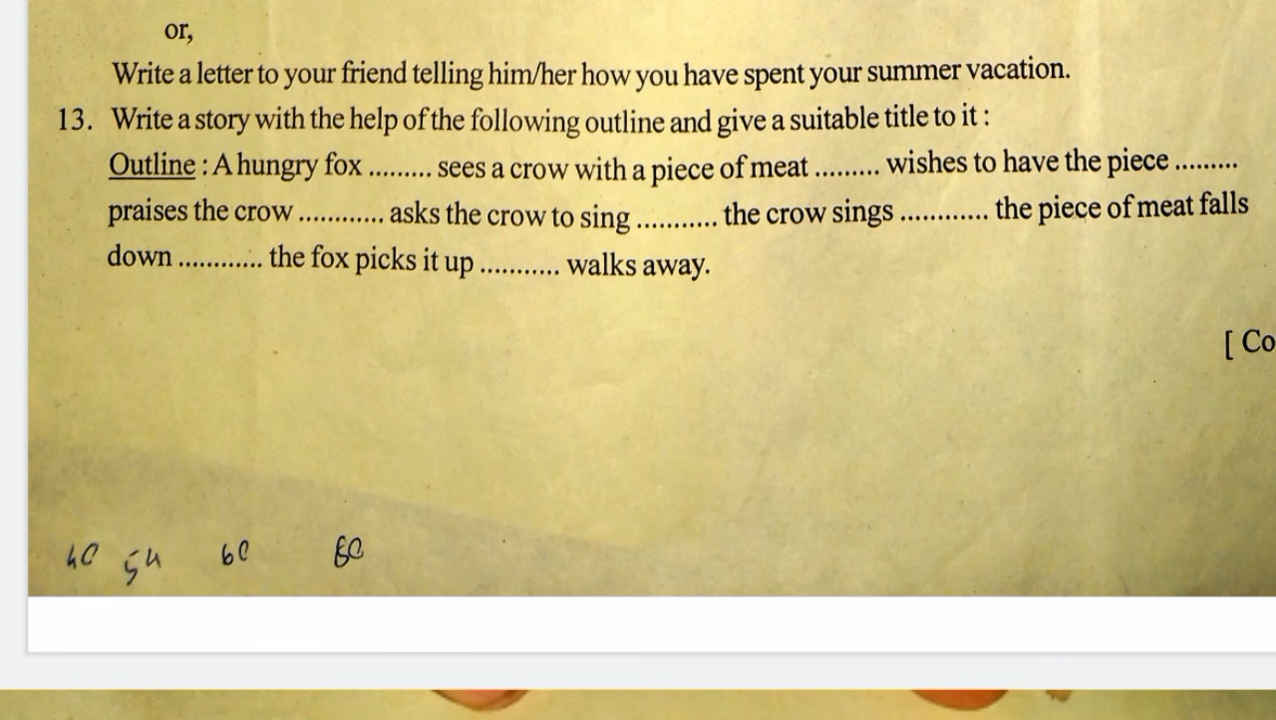 or,
Write a letter to your friend telling him/her how you have spent your summer vacation.
13. Write a story with the help of the following outline and give a suitable title to it :
Outline : A hungry fox ......... sees a crow with a piece of meat ......... wishes to have the piece .........
praises the crow ............ asks the crow to sing ........... the crow sings ............ the piece of meat falls
down ............ the fox picks it up ........... walks away.
[ Co
40 54 60